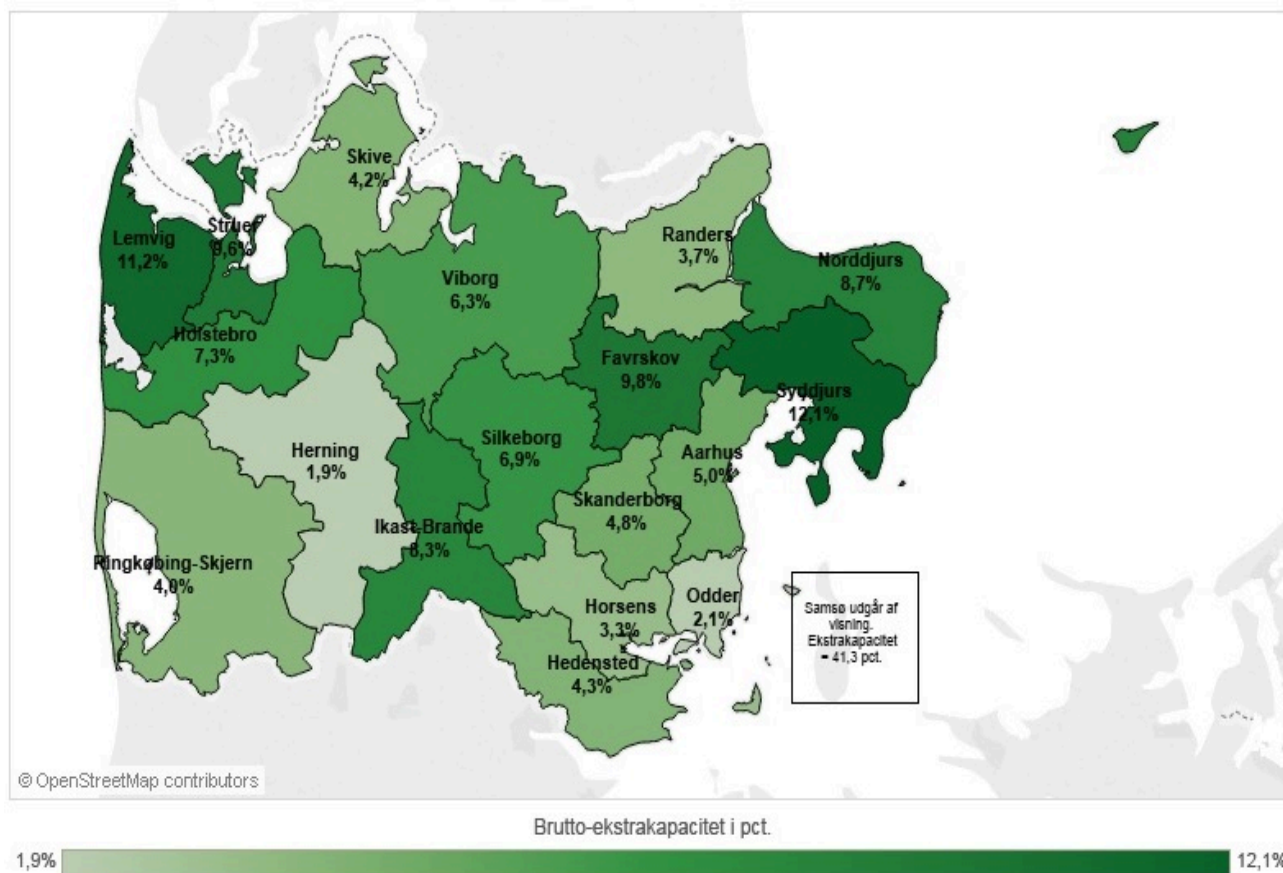 Skive
4,2%
Randers
3,7%
Struer
9,6%
Lemvig
11,2%
Norddjurs
8,7%
Viborg
6,3%
Holstebro
7,3%
Favrskov
9,8%
Syddjurs
12,1%
Silkeborg
6,9%
Herning
1,9%
Aarhus
5,0%
Skanderborg
4,8%
Ikast-Brande
8,3%
Ringkøbing-Skjern
4,0%
Odder
2,1%
Horsens
3,3%
Hedensted
4,3%
Samsø udgår af
visning.
Ekstrakapacitet
= 41,3 pct.
© OpenStreetMap contributors
Brutto-ekstrakapacitet i pct.
1,9%
12,1%